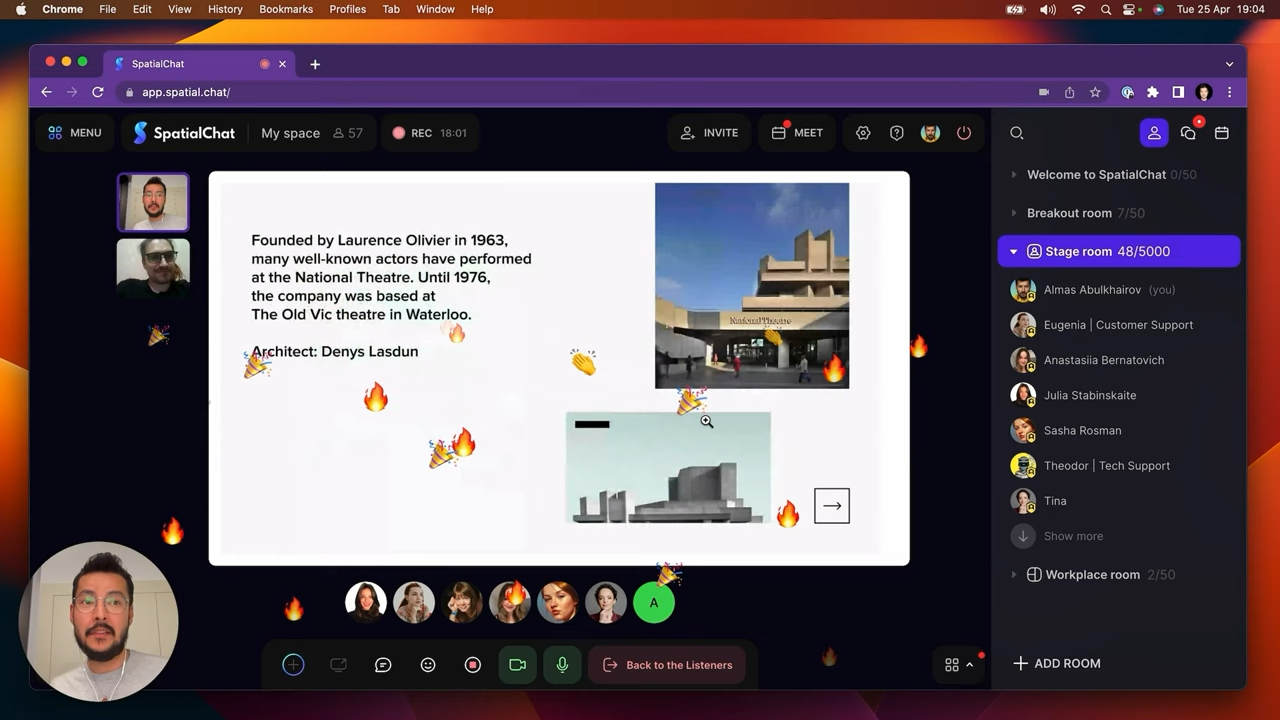 Chrome File Edit View History Bookmarks Profiles Tab Window Help Tue 25 Apr 19:04
SpatialChat
app.spatial.chat/
MENU SpatialChat My space 57 REC 18:01 INVITE MEET
Welcome to SpatialChat 0/50
Breakout room 7/50
Stage room 48/5000
Almas Abulkhairov (you)
Eugenia | Customer Support
Anastasiia Bernatovich
Julia Stabinskaite
Sasha Rosman
Theodor | Tech Support
Tina
Show more
Workplace room 2/50
ADD ROOM
Founded by Laurence Olivier in 1963,
many well-known actors have performed
at the National Theatre. Until 1976,
the company was based at
The Old Vic theatre in Waterloo.
Architect: Denys Lasdun
National Theatre
A
Back to the Listeners